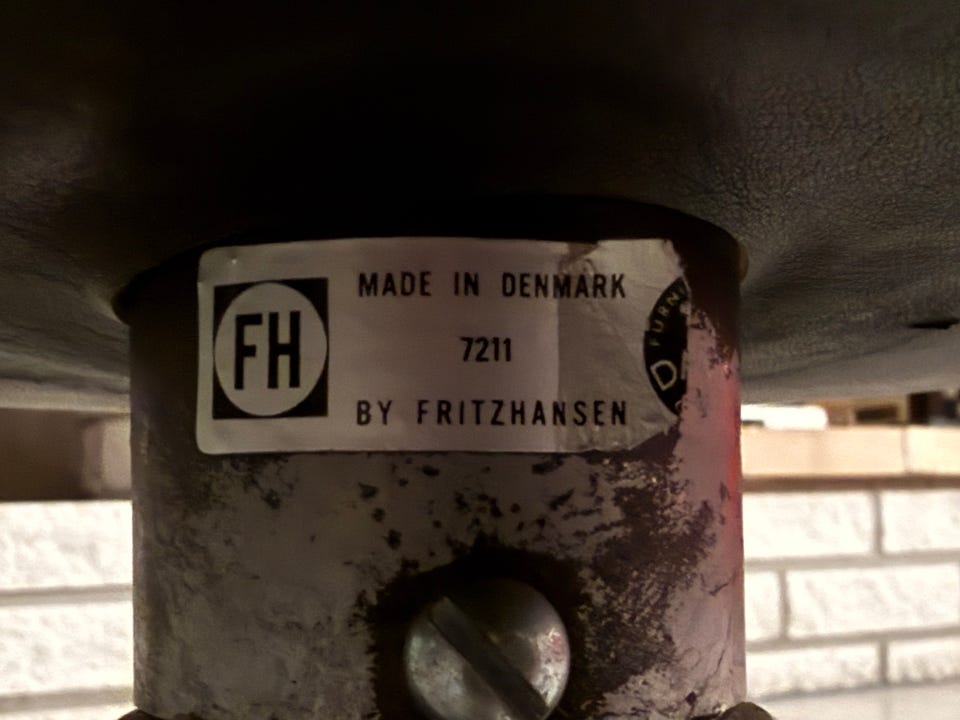 FH
MADE IN DENMARK
7211
BY FRITZHANSEN